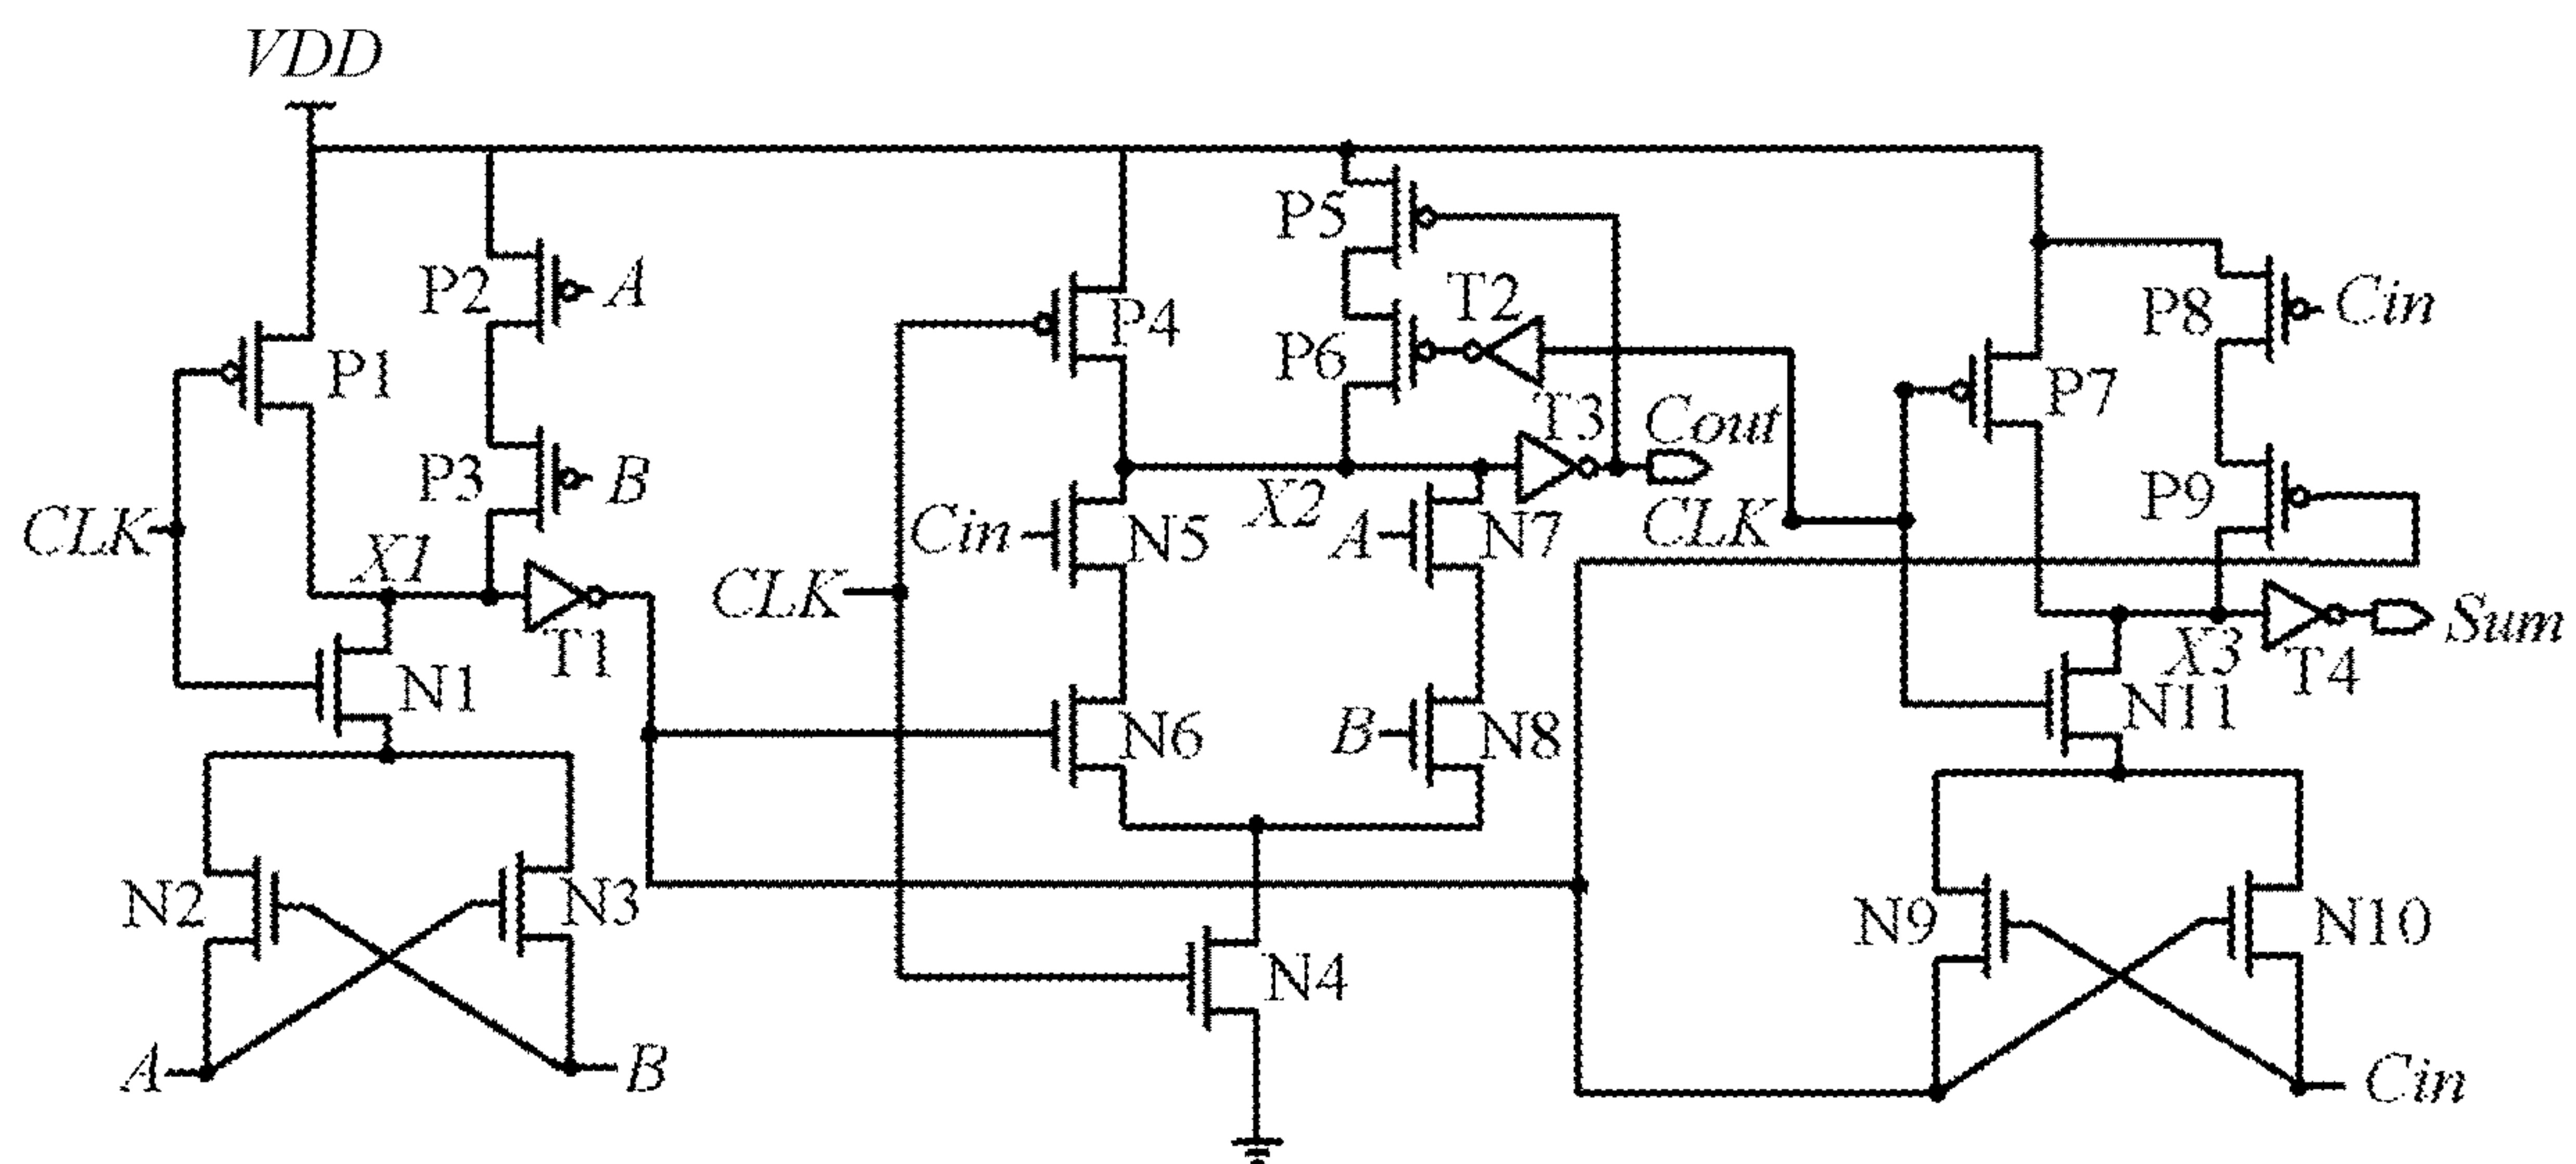 VDD
P5
P2
A
T2
Cin
P4
P8
P1
P6
P7
T3
Cout
P3
B
P9
CLK
X1
Cin
N5
X2
A
N7
CLK
CLK
T1
X3
Sum
T4
N1
N6
B
N8
N11
N2
N3
N9
N10
N4
A
B
Cin